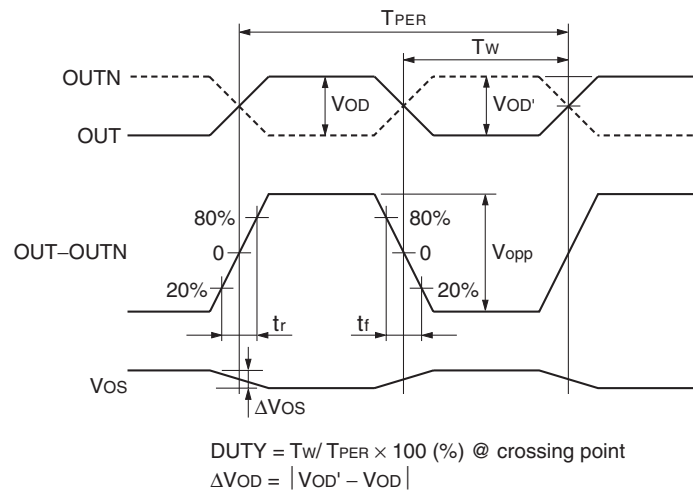 TPER
TW
OUTN
VOD
VOD'
OUT
80%
80%
OUT–OUTN
0
0
Vopp
20%
20%
tr
tf
VOS
ΔVOS
DUTY = TW/ TPER × 100 (%) @ crossing point
ΔVOD = |VOD' – VOD|